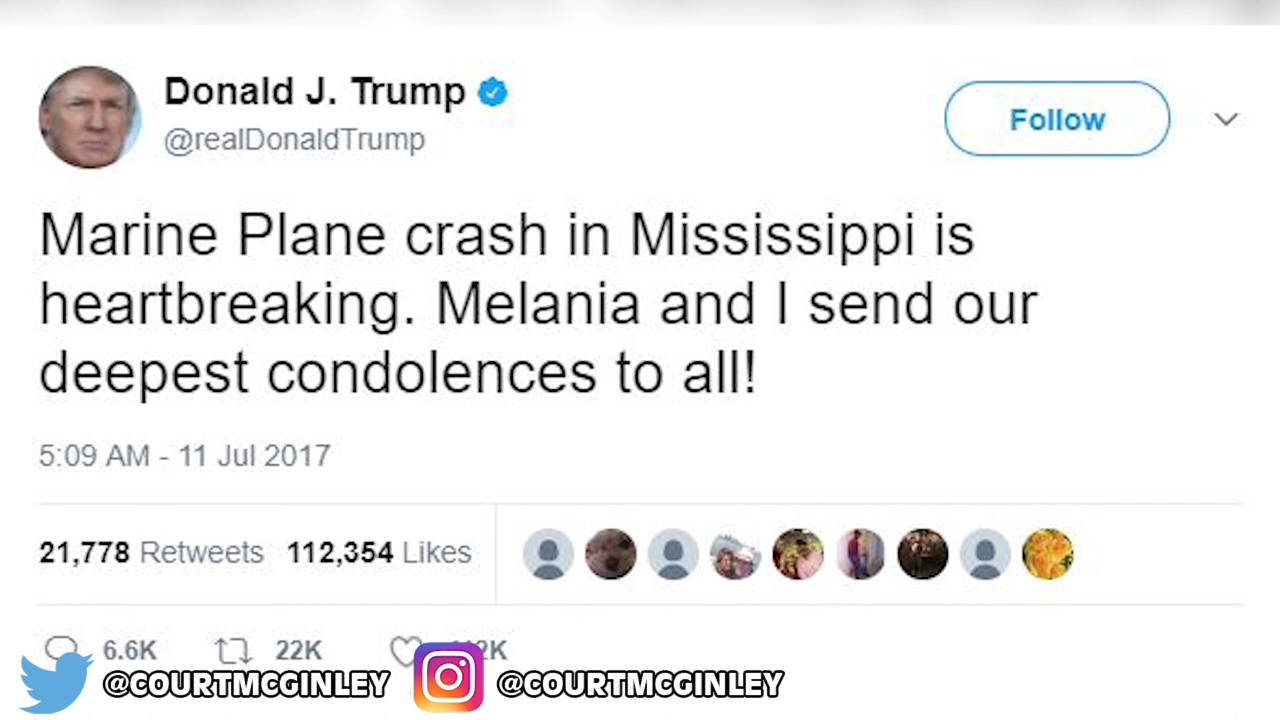 Donald J. Trump
@realDonaldTrump
Follow
Marine Plane crash in Mississippi is
heartbreaking. Melania and I send our
deepest condolences to all!
5:09 AM - 11 Jul 2017
21,778 Retweets 112,354 Likes
6.6K 22K
@COURTMCGINLEY @COURTMCGINLEY